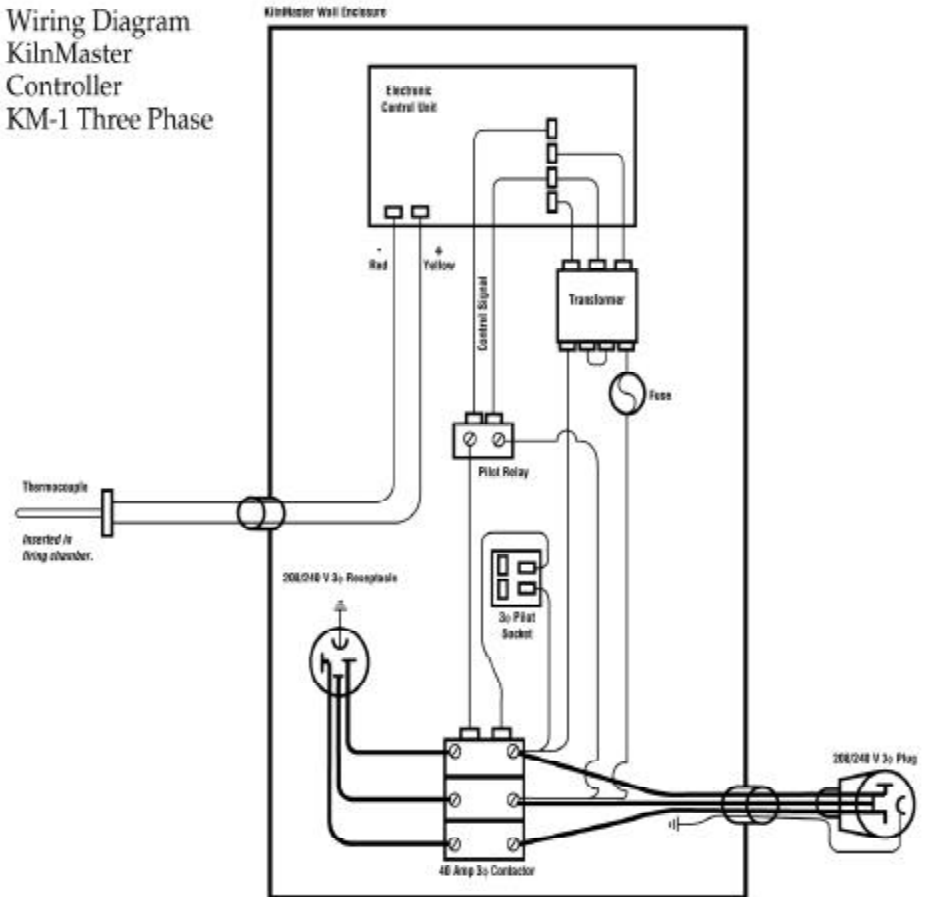 Wiring Diagram
KilnMaster
Controller
KM-1 Three Phase
KilnMaster Wall Enclosure
Electronic
Control Unit
-
Red
+
Yellow
Control Signal
Transformer
Fuse
Pilot Relay
Thermocouple
Inserted in
firing chamber.
208/240 V 3ϕ Receptacle
3ϕ Pilot
Socket
208/240 V 3ϕ Plug
40 Amp 3ϕ Contactor